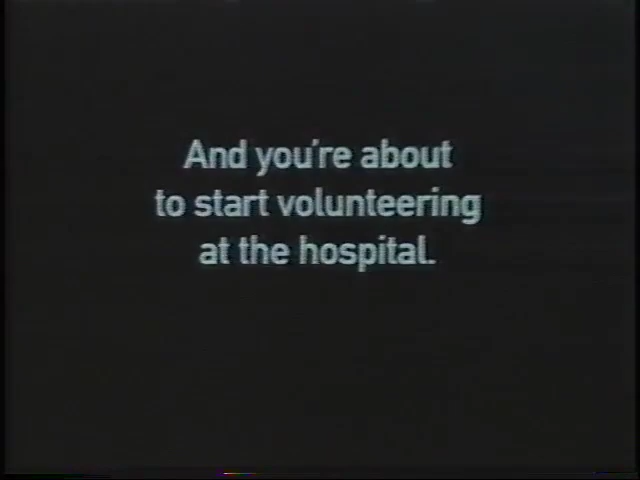 And you're about
to start volunteering
at the hospital.